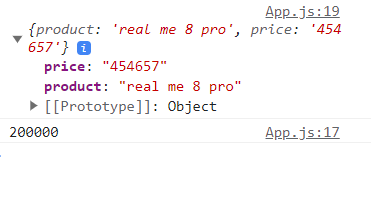 App.js:19
{product: 'real me 8 pro', price: '454
657'} i
price: "454657"
product: "real me 8 pro"
[[Prototype]]: Object
200000 App.js:17